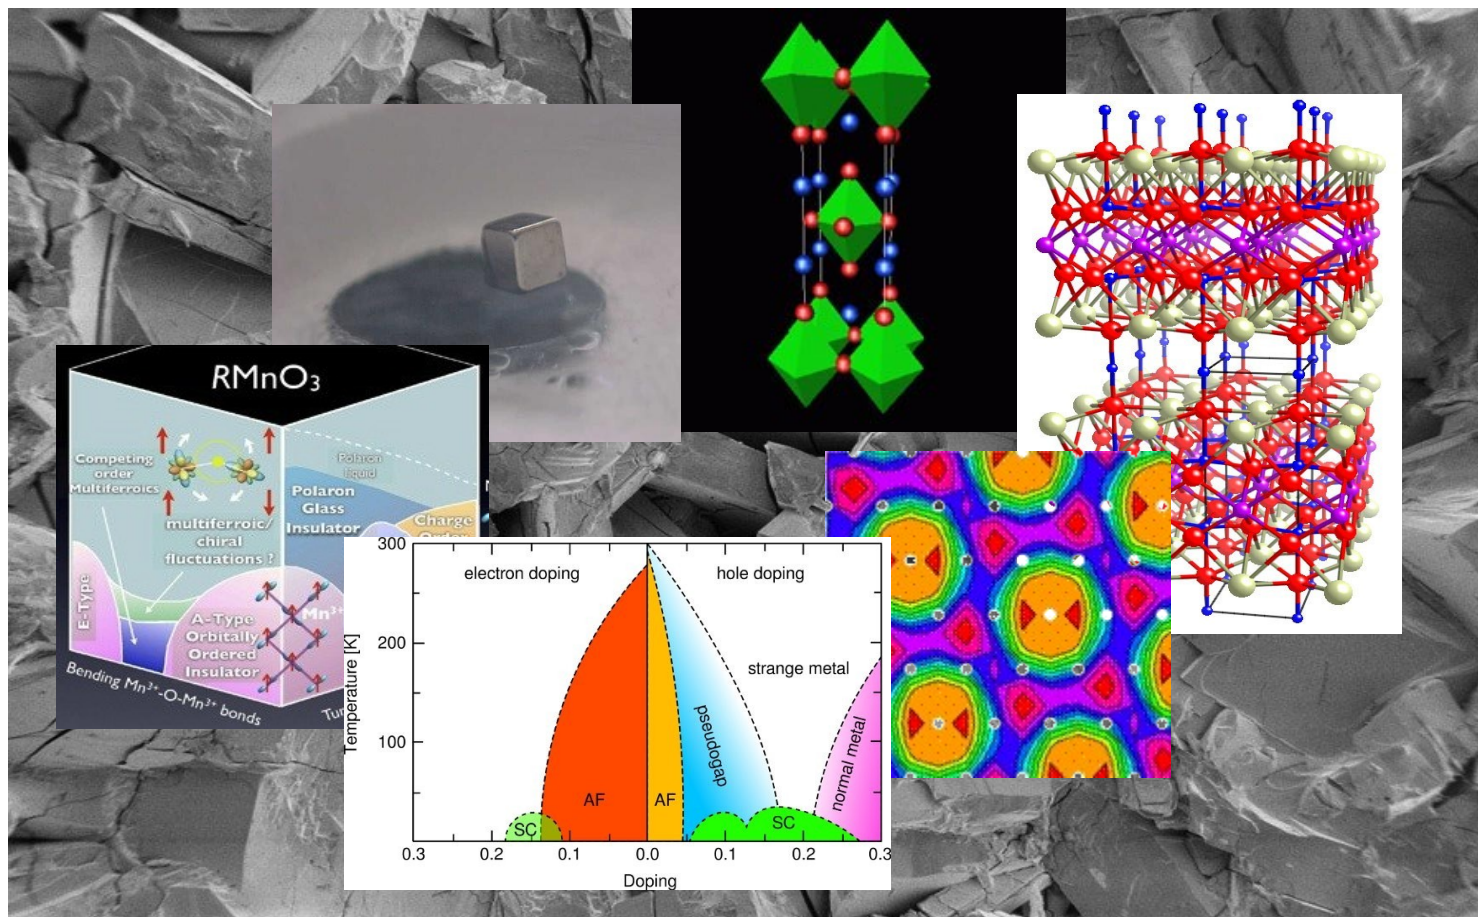 RMnO₃
Competing
order
Multiferroics
multiferroic/
chiral
fluctuations ?
Polaron
liquid
Polaron
Glass
Insulator
Charge
E-Type
A-Type
Orbitally
Ordered
Insulator
Mn³⁺
Bending Mn³⁺-O-Mn³⁺ bonds
300
200
100
Temperature [K]
electron doping
hole doping
strange metal
pseudogap
normal metal
AF
AF
SC
SC
0.3
0.2
0.1
0.0
0.1
0.2
0.3
Doping